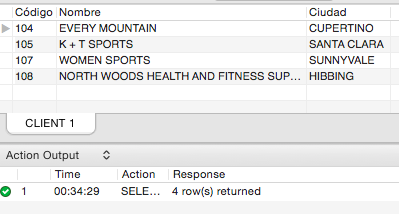 Código Nombre Ciudad
104 EVERY MOUNTAIN CUPERTINO
105 K + T SPORTS SANTA CLARA
107 WOMEN SPORTS SUNNYVALE
108 NORTH WOODS HEALTH AND FITNESS SUP... HIBBING
CLIENT 1
Action Output
Time Action Response
1 00:34:29 SELE... 4 row(s) returned